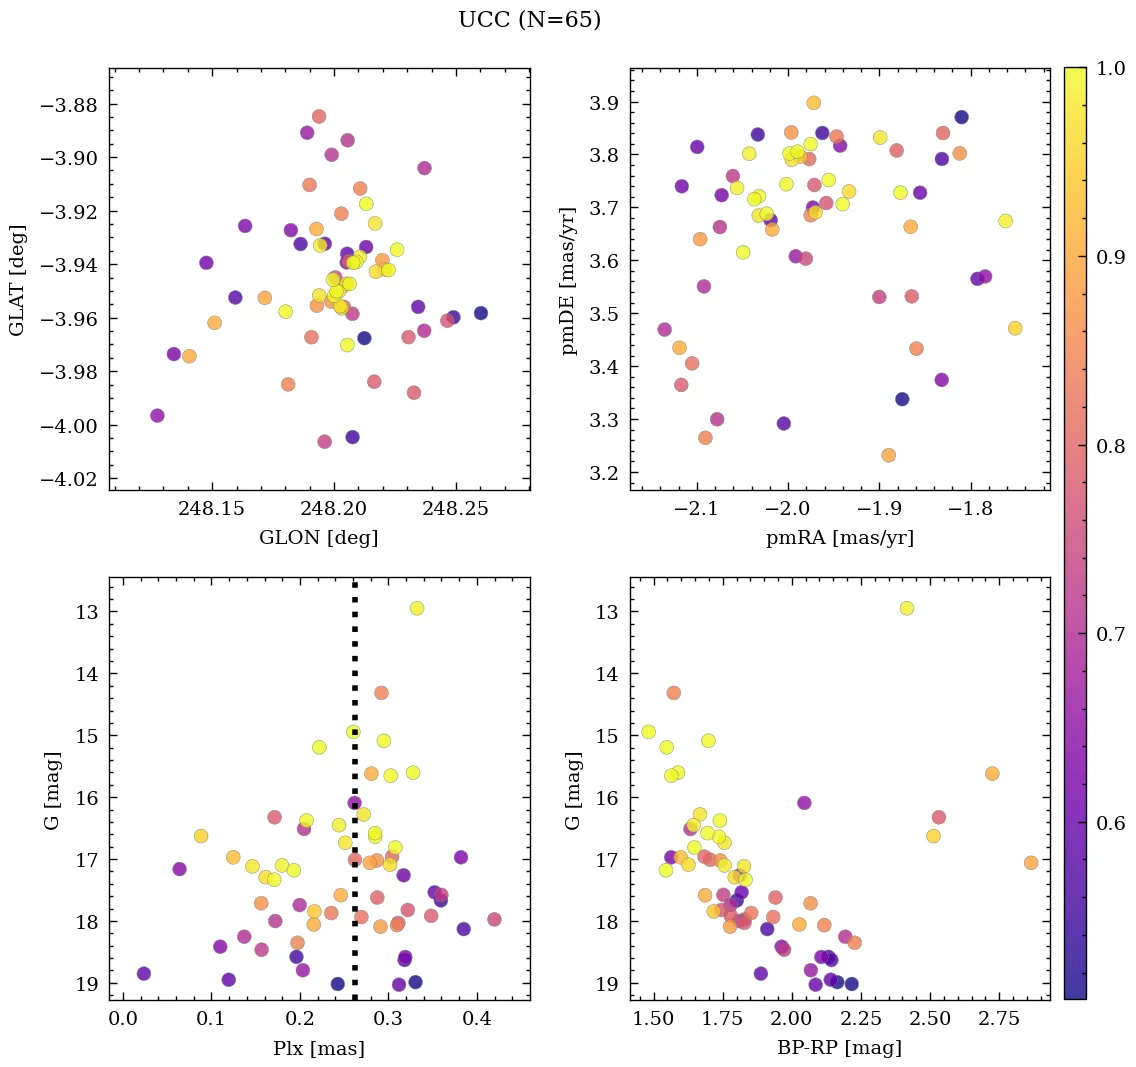 UCC (N=65)
−3.88
−3.90
−3.92
−3.94
−3.96
−3.98
−4.00
−4.02
GLAT [deg]
248.15 248.20 248.25
GLON [deg]
3.9
3.8
3.7
3.6
3.5
3.4
3.3
3.2
pmDE [mas/yr]
−2.1 −2.0 −1.9 −1.8
pmRA [mas/yr]
13
14
15
16
17
18
19
G [mag]
0.0 0.1 0.2 0.3 0.4
Plx [mas]
13
14
15
16
17
18
19
G [mag]
1.50 1.75 2.00 2.25 2.50 2.75
BP-RP [mag]
1.0
0.9
0.8
0.7
0.6